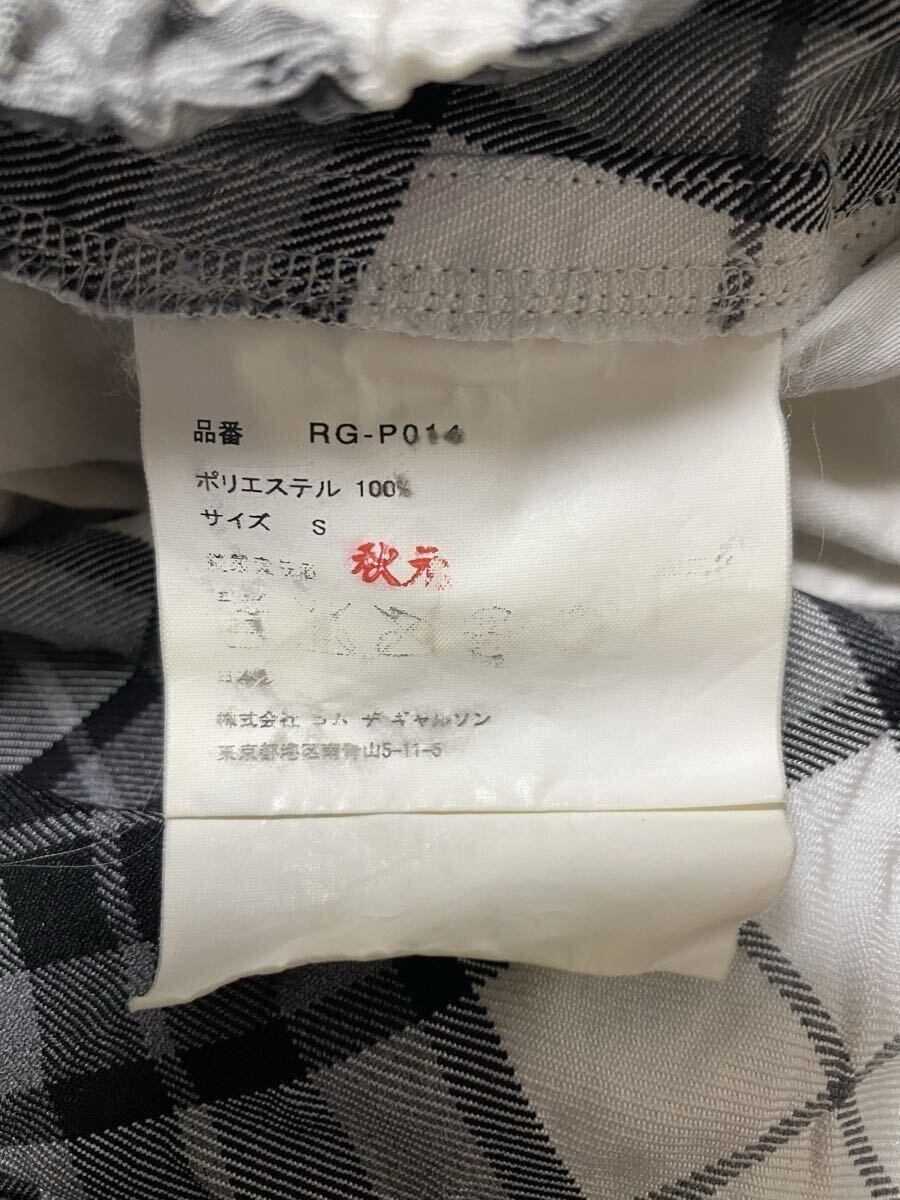 品番 RG-P014
ポリエステル 100%
サイズ S
秋元
日本製
株式会社 コム デ ギャルソン
東京都港区南青山5-11-5